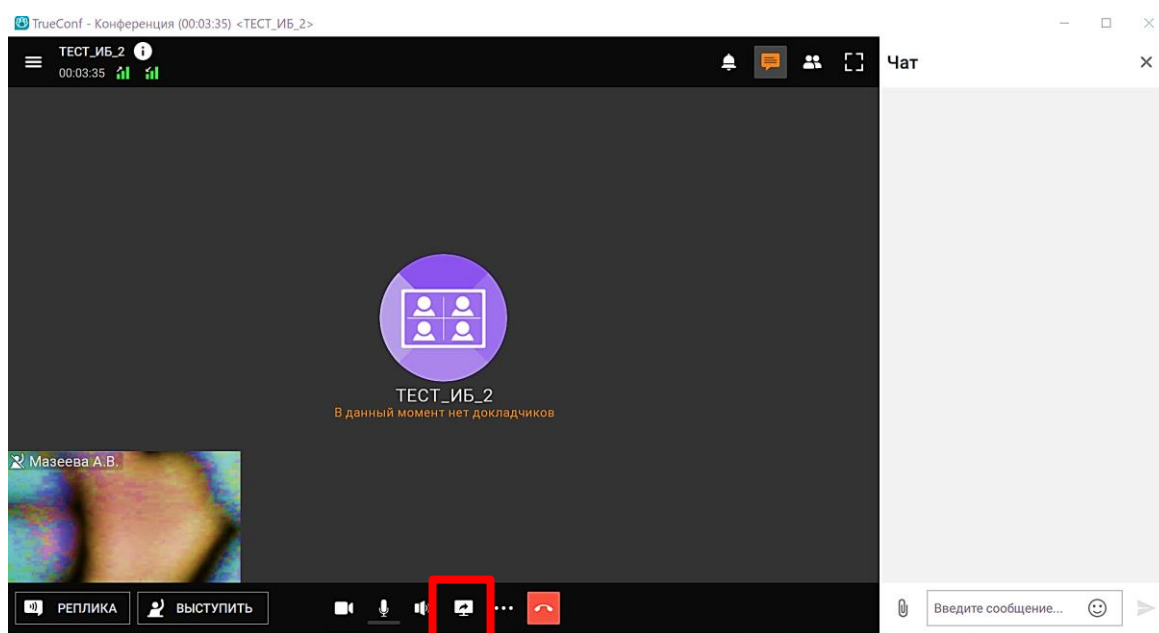 TrueConf - Конференция (00:03:35) <ТЕСТ_ИБ_2>
ТЕСТ_ИБ_2
00:03:35
Чат
ТЕСТ_ИБ_2
В данный момент нет докладчиков
Мазеева А.В.
РЕПЛИКА
ВЫСТУПИТЬ
Введите сообщение...